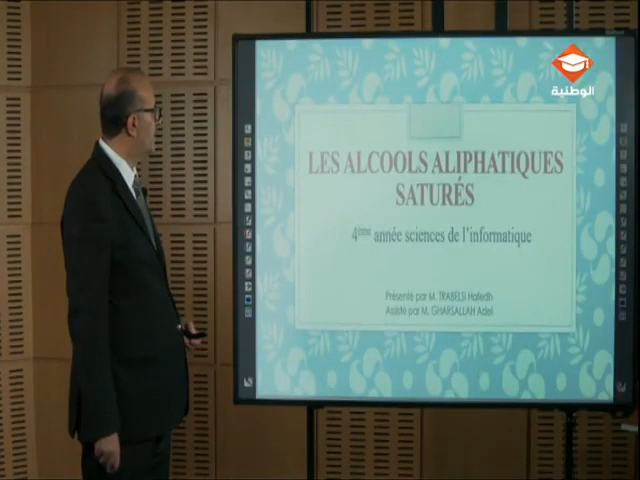 الوطنية
LES ALCOOLS ALIPHATIQUES
SATURÉS
4ème année sciences de l'informatique
Présenté par M. TRABELSI Hafedh
Assisté par M. GHARSALLAH Adel